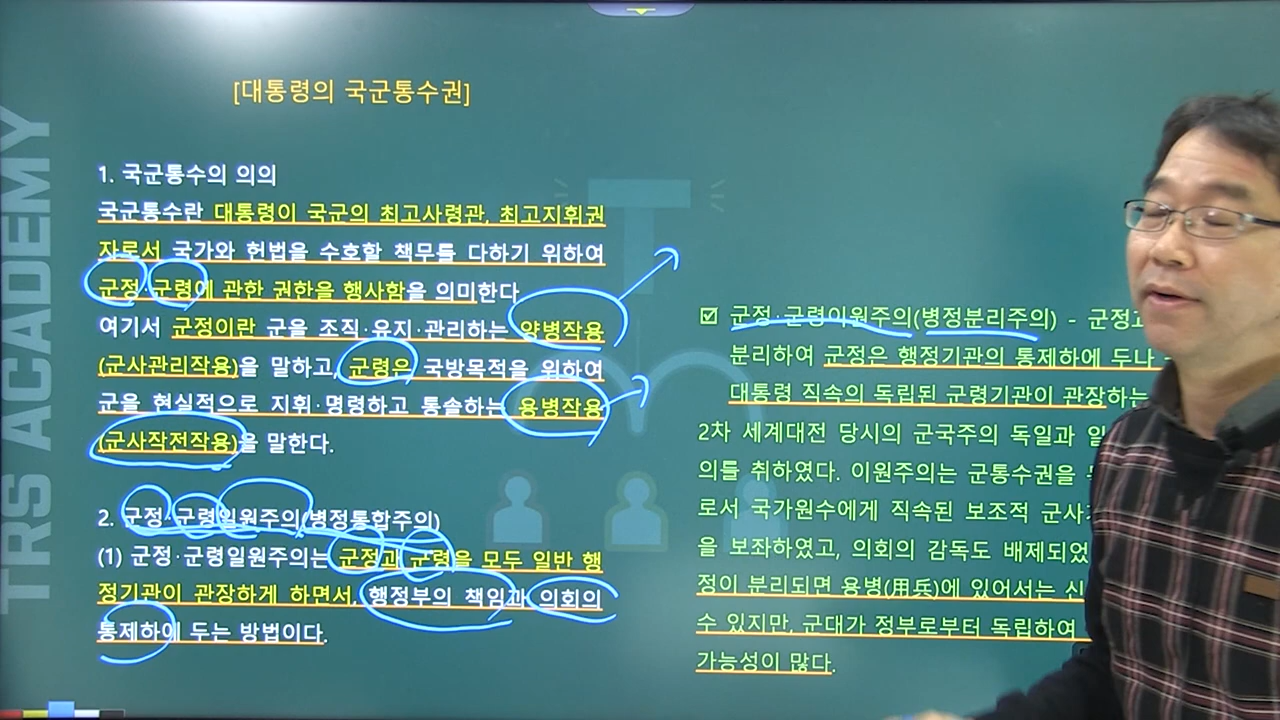 TRS ACADEMY
[대통령의 국군통수권]
1. 국군통수의 의의
국군통수란 대통령이 국군의 최고사령관, 최고지휘권
자로서 국가와 헌법을 수호할 책무를 다하기 위하여
군정·군령에 관한 권한을 행사함을 의미한다
여기서 군정이란 군을 조직·유지·관리하는 양병작용
(군사관리작용)을 말하고, 군령은 국방목적을 위하여
군을 현실적으로 지휘·명령하고 통솔하는 용병작용
(군사작전작용)을 말한다.
2. 군정·군령일원주의(병정통합주의)
(1) 군정·군령일원주의는 군정과 군령을 모두 일반 행
정기관이 관장하게 하면서, 행정부의 책임과 의회의
통제하에 두는 방법이다.
☑ 군정·군령이원주의(병정분리주의) - 군정과
분리하여 군정은 행정기관의 통제하에 두나
대통령 직속의 독립된 군령기관이 관장하는
2차 세계대전 당시의 군국주의 독일과
의를 취하였다. 이원주의는 군통수권을
로서 국가원수에게 직속된 보조적 군사
을 보좌하였고, 의회의 감독도 배제되었
정이 분리되면 용병(用兵)에 있어서는 신
수 있지만, 군대가 정부로부터 독립하여
가능성이 많다.